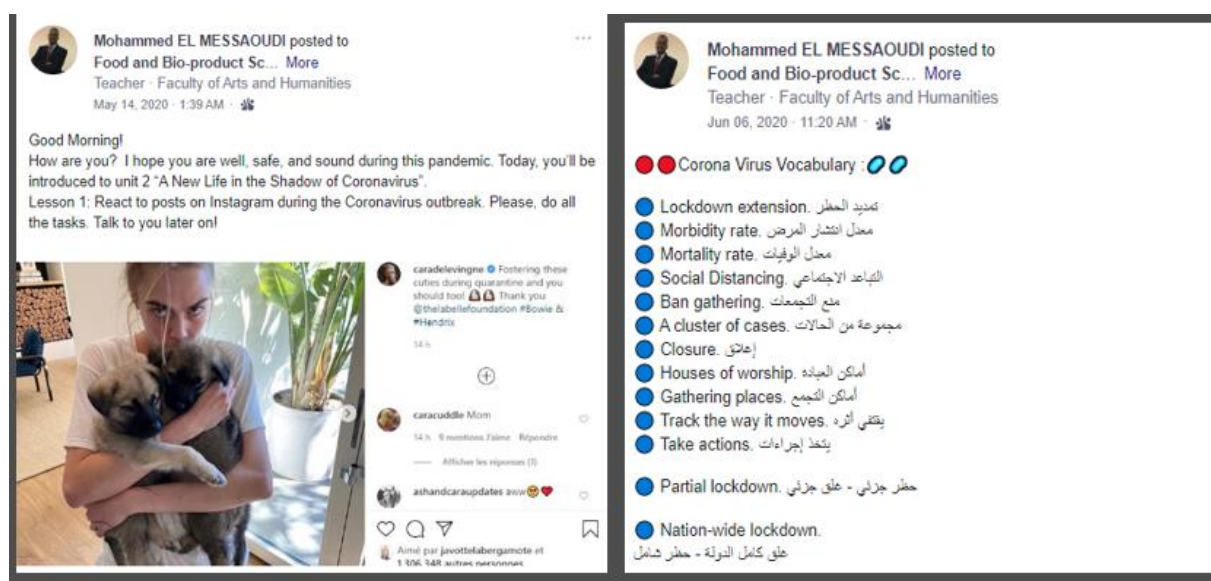 Mohammed EL MESSAOUDI posted to
Food and Bio-product Sc... More
Teacher · Faculty of Arts and Humanities
May 14, 2020 · 1:39 AM ·
Good Morning!
How are you? I hope you are well, safe, and sound during this pandemic. Today, you'll be
introduced to unit 2 “A New Life in the Shadow of Coronavirus”.
Lesson 1: React to posts on Instagram during the Coronavirus outbreak. Please, do all
the tasks. Talk to you later on!
caradelevingne Fostering these
cuties during quarantine and you
should too! Thank you
@thelabellefoundation #Bowie &
#Hendrix
14 h
caracuddle Mom
14 h 9 mentions J'aime Répondre
Afficher les réponses (1)
ashandcaraupdates aww
Aimé par javottelabergamote et
1 306 348 autres personnes
Mohammed EL MESSAOUDI posted to
Food and Bio-product Sc... More
Teacher · Faculty of Arts and Humanities
Jun 06, 2020 · 11:20 AM ·
Corona Virus Vocabulary :
Lockdown extension. تمديد الحظر
Morbidity rate. معدل انتشار المرض
Mortality rate. معدل الوفيات
Social Distancing. التباعد الاجتماعي
Ban gathering. منع التجمعات
A cluster of cases. مجموعة من الحالات
Closure. إغلاق
Houses of worship. أماكن العباده
Gathering places. أماكن التجمع
Track the way it moves. يقتفي أثره
Take actions. يتخذ إجراءات
Partial lockdown. حظر جزئي - غلق جزئي
Nation-wide lockdown.
غلق كامل الدولة - حظر شامل